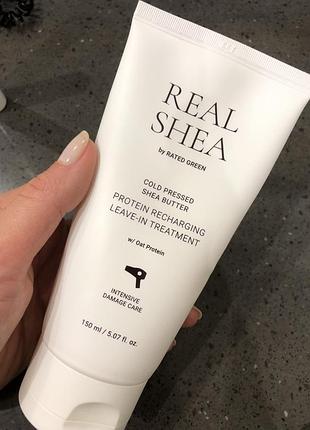 REAL
SHEA
by RATED GREEN
COLD PRESSED
SHEA BUTTER
PROTEIN RECHARGING
LEAVE-IN TREATMENT
w/ Oat Protein
INTENSIVE
DAMAGE CARE
150 ml / 5.07 fl. oz.